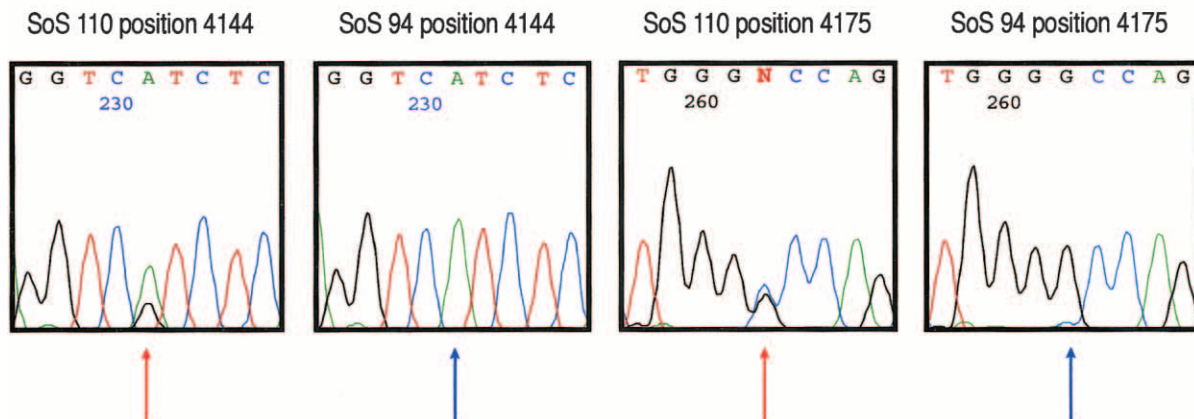 SoS 110 position 4144
G G T C A T C T C
230
SoS 94 position 4144
G G T C A T C T C
230
SoS 110 position 4175
T G G G N C C A G
260
SoS 94 position 4175
T G G G G C C A G
260